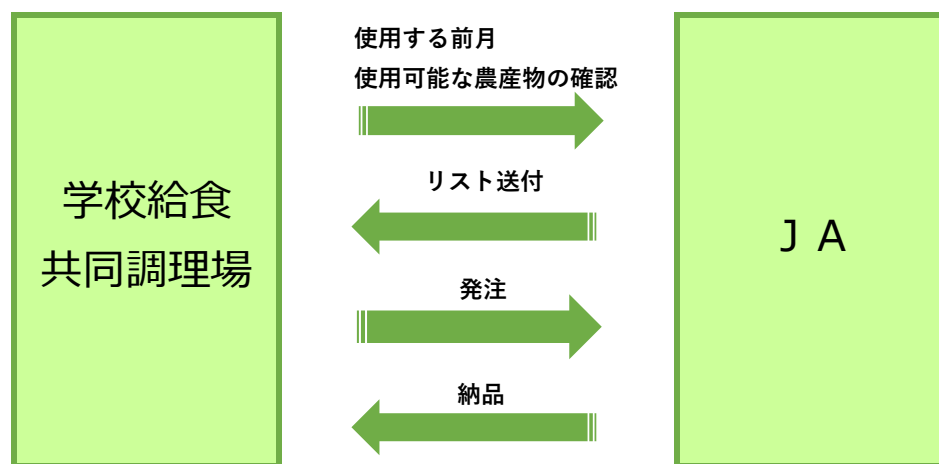 学校給食
共同調理場
使用する前月
使用可能な農産物の確認
リスト送付
発注
納品
ＪＡ